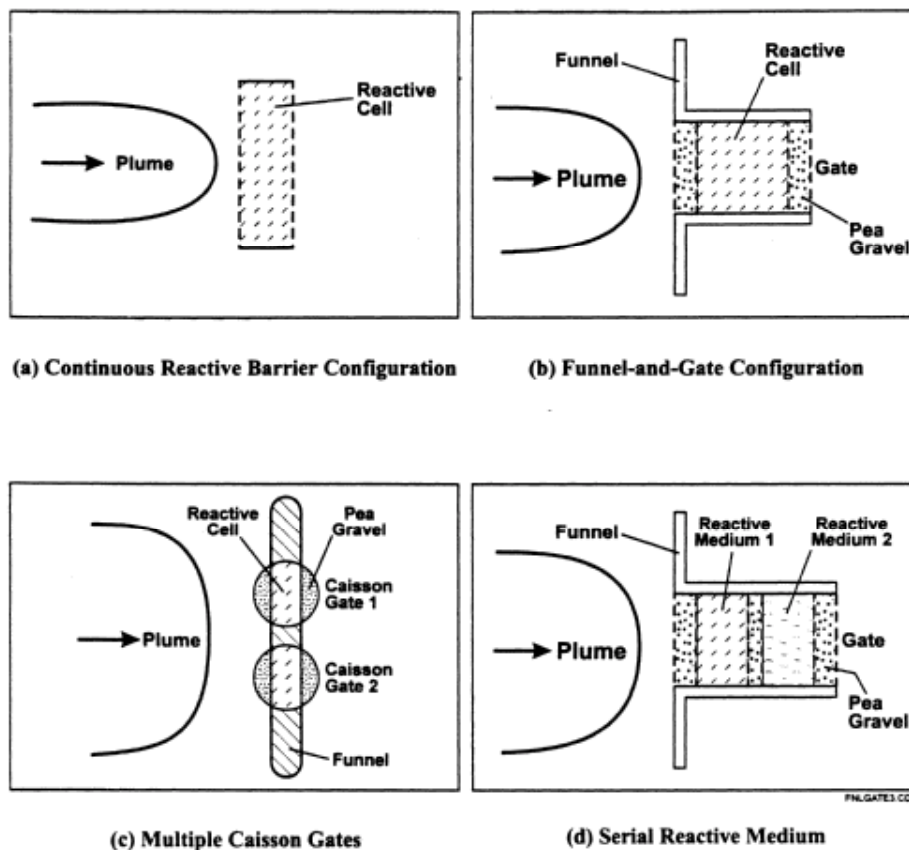 Reactive
Cell
Plume
(a) Continuous Reactive Barrier Configuration
Funnel
Reactive
Cell
Plume
Gate
Pea
Gravel
(b) Funnel-and-Gate Configuration
Reactive
Cell
Pea
Gravel
Caisson
Gate 1
Plume
Caisson
Gate 2
Funnel
(c) Multiple Caisson Gates
Funnel
Reactive
Medium 1
Reactive
Medium 2
Plume
Gate
Pea
Gravel
(d) Serial Reactive Medium